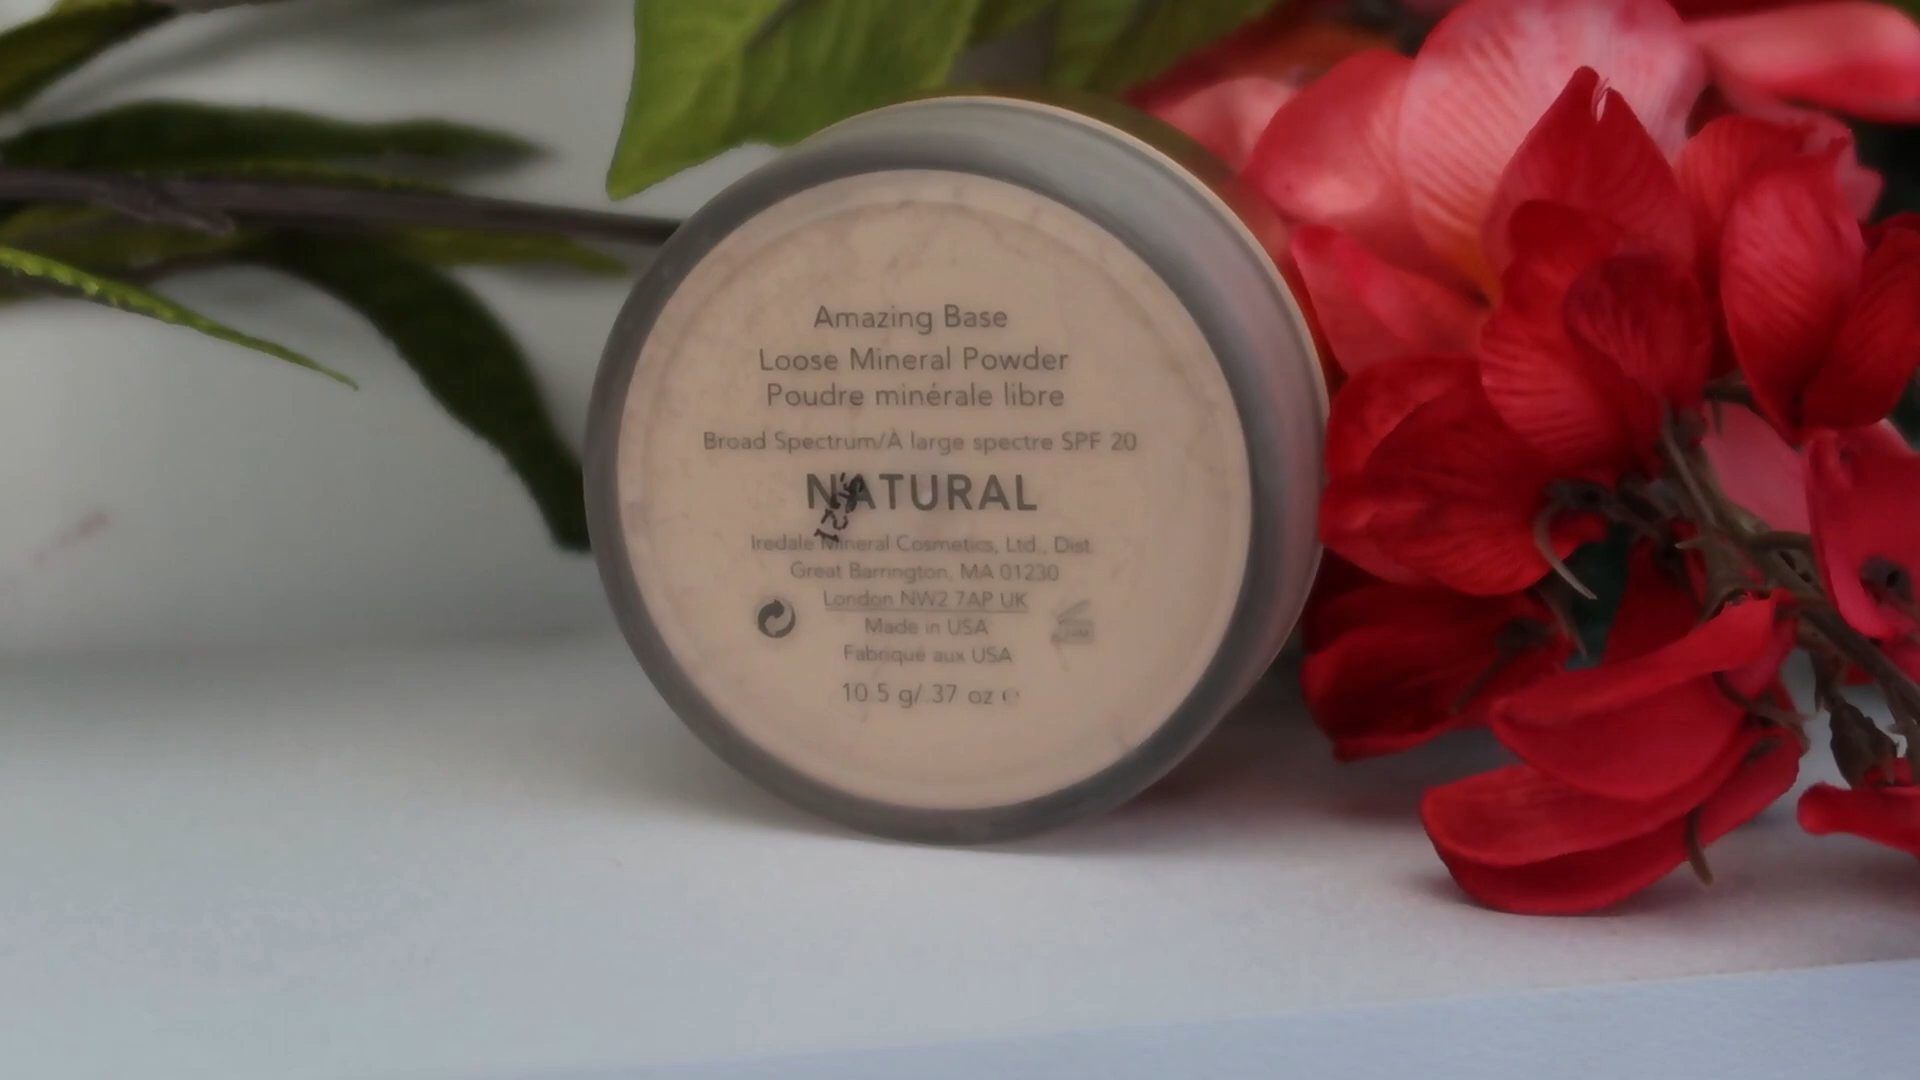 Amazing Base
Loose Mineral Powder
Poudre minérale libre
Broad Spectrum/À large spectre SPF 20
NATURAL
Iredale Mineral Cosmetics, Ltd., Dist.
Great Barrington, MA 01230
London NW2 7AP UK
Made in USA
Fabriqué aux USA
10.5 g/.37 oz e